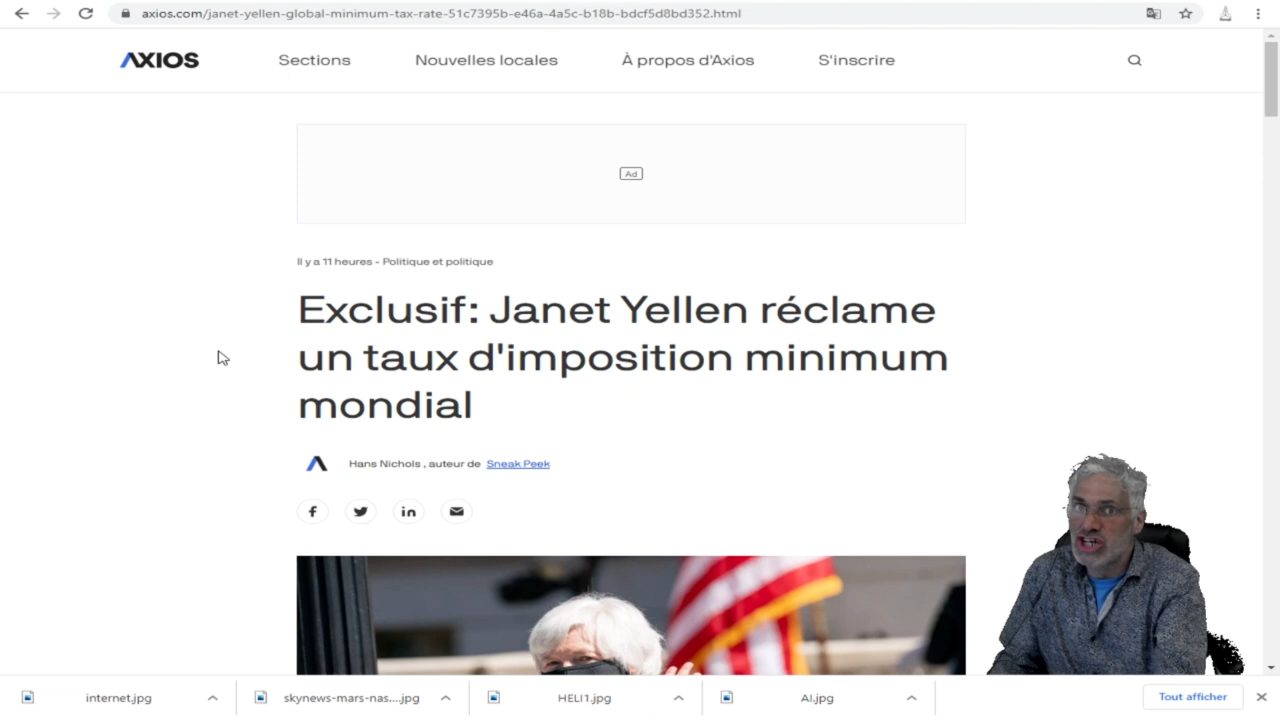 axios.com/janet-yellen-global-minimum-tax-rate-51c7395b-e46a-4a5c-b18b-bdcf5d8bd352.html
AXIOS Sections Nouvelles locales À propos d'Axios S'inscrire
Ad
Il y a 11 heures - Politique et politique
Exclusif: Janet Yellen réclame
un taux d'imposition minimum
mondial
Hans Nichols , auteur de Sneak Peek
internet.jpg skynews-mars-nas....jpg HELI1.jpg AI.jpg Tout afficher